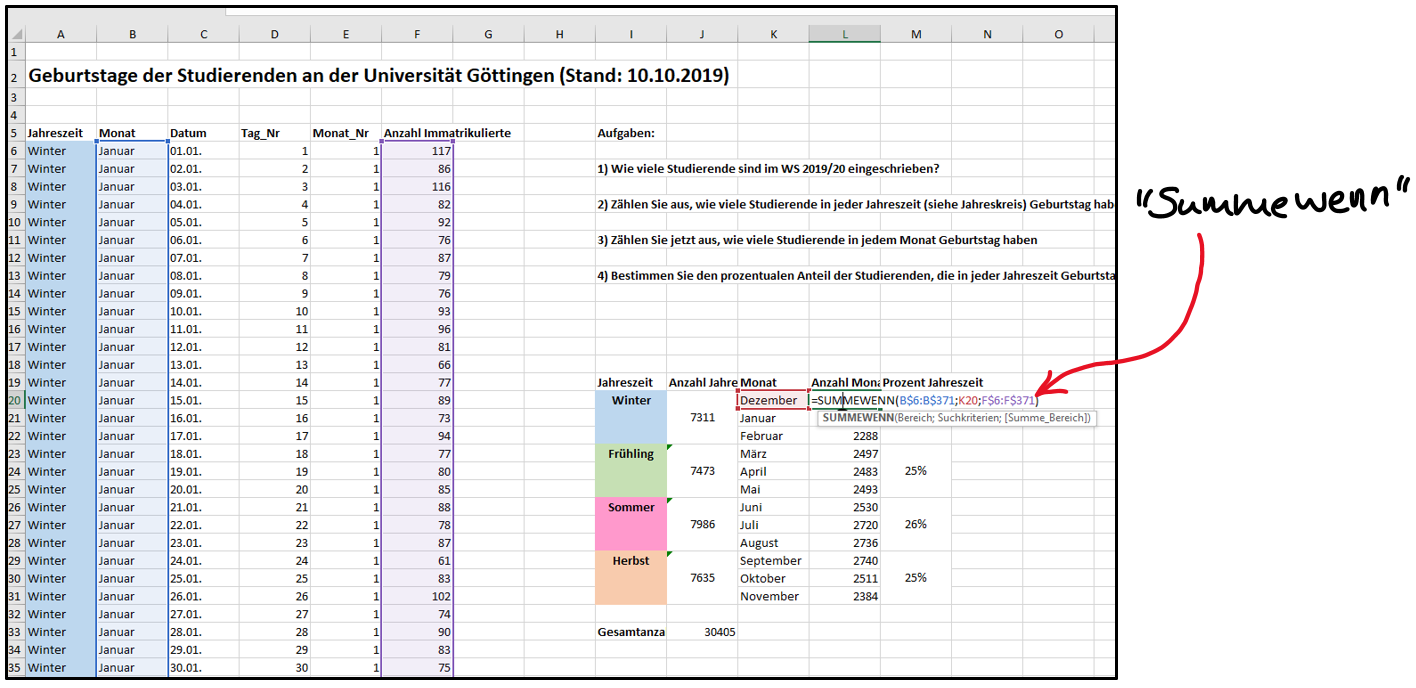 A B C D E F G H I J K L M N O
1
2 Geburtstage der Studierenden an der Universität Göttingen (Stand: 10.10.2019)
3
4
5 Jahreszeit Monat Datum Tag_Nr Monat_Nr Anzahl Immatrikulierte Aufgaben:
6 Winter Januar 01.01. 1 1 117
7 Winter Januar 02.01. 2 1 86 1) Wie viele Studierende sind im WS 2019/20 eingeschrieben?
8 Winter Januar 03.01. 3 1 116
"Summewenn"
9 Winter Januar 04.01. 4 1 82 2) Zählen Sie aus, wie viele Studierende in jeder Jahreszeit (siehe Jahreskreis) Geburtstag hab
10 Winter Januar 05.01. 5 1 92
11 Winter Januar 06.01. 6 1 76 3) Zählen Sie jetzt aus, wie viele Studierende in jedem Monat Geburtstag haben
12 Winter Januar 07.01. 7 1 87
13 Winter Januar 08.01. 8 1 79 4) Bestimmen Sie den prozentualen Anteil der Studierenden, die in jeder Jahreszeit Geburtsta
14 Winter Januar 09.01. 9 1 76
15 Winter Januar 10.01. 10 1 93
16 Winter Januar 11.01. 11 1 96
17 Winter Januar 12.01. 12 1 81
18 Winter Januar 13.01. 13 1 66
19 Winter Januar 14.01. 14 1 77 Jahreszeit Anzahl Jahre Monat Anzahl Mona Prozent Jahreszeit
20 Winter Januar 15.01. 15 1 89 Winter Dezember =SUMMEWENN(B$6:B$371;K20;F$6:F$371)
21 Winter Januar 16.01. 16 1 73 7311 Januar SUMMEWENN(Bereich; Suchkriterien; [Summe_Bereich])
22 Winter Januar 17.01. 17 1 94 Februar 2288
23 Winter Januar 18.01. 18 1 77 Frühling März 2497
24 Winter Januar 19.01. 19 1 80 7473 April 2483 25%
25 Winter Januar 20.01. 20 1 85 Mai 2493
26 Winter Januar 21.01. 21 1 88 Sommer Juni 2530
27 Winter Januar 22.01. 22 1 78 7986 Juli 2720 26%
28 Winter Januar 23.01. 23 1 87 August 2736
29 Winter Januar 24.01. 24 1 61 Herbst September 2740
30 Winter Januar 25.01. 25 1 83 7635 Oktober 2511 25%
31 Winter Januar 26.01. 26 1 102 November 2384
32 Winter Januar 27.01. 27 1 74
33 Winter Januar 28.01. 28 1 90 Gesamtanza 30405
34 Winter Januar 29.01. 29 1 83
35 Winter Januar 30.01. 30 1 75